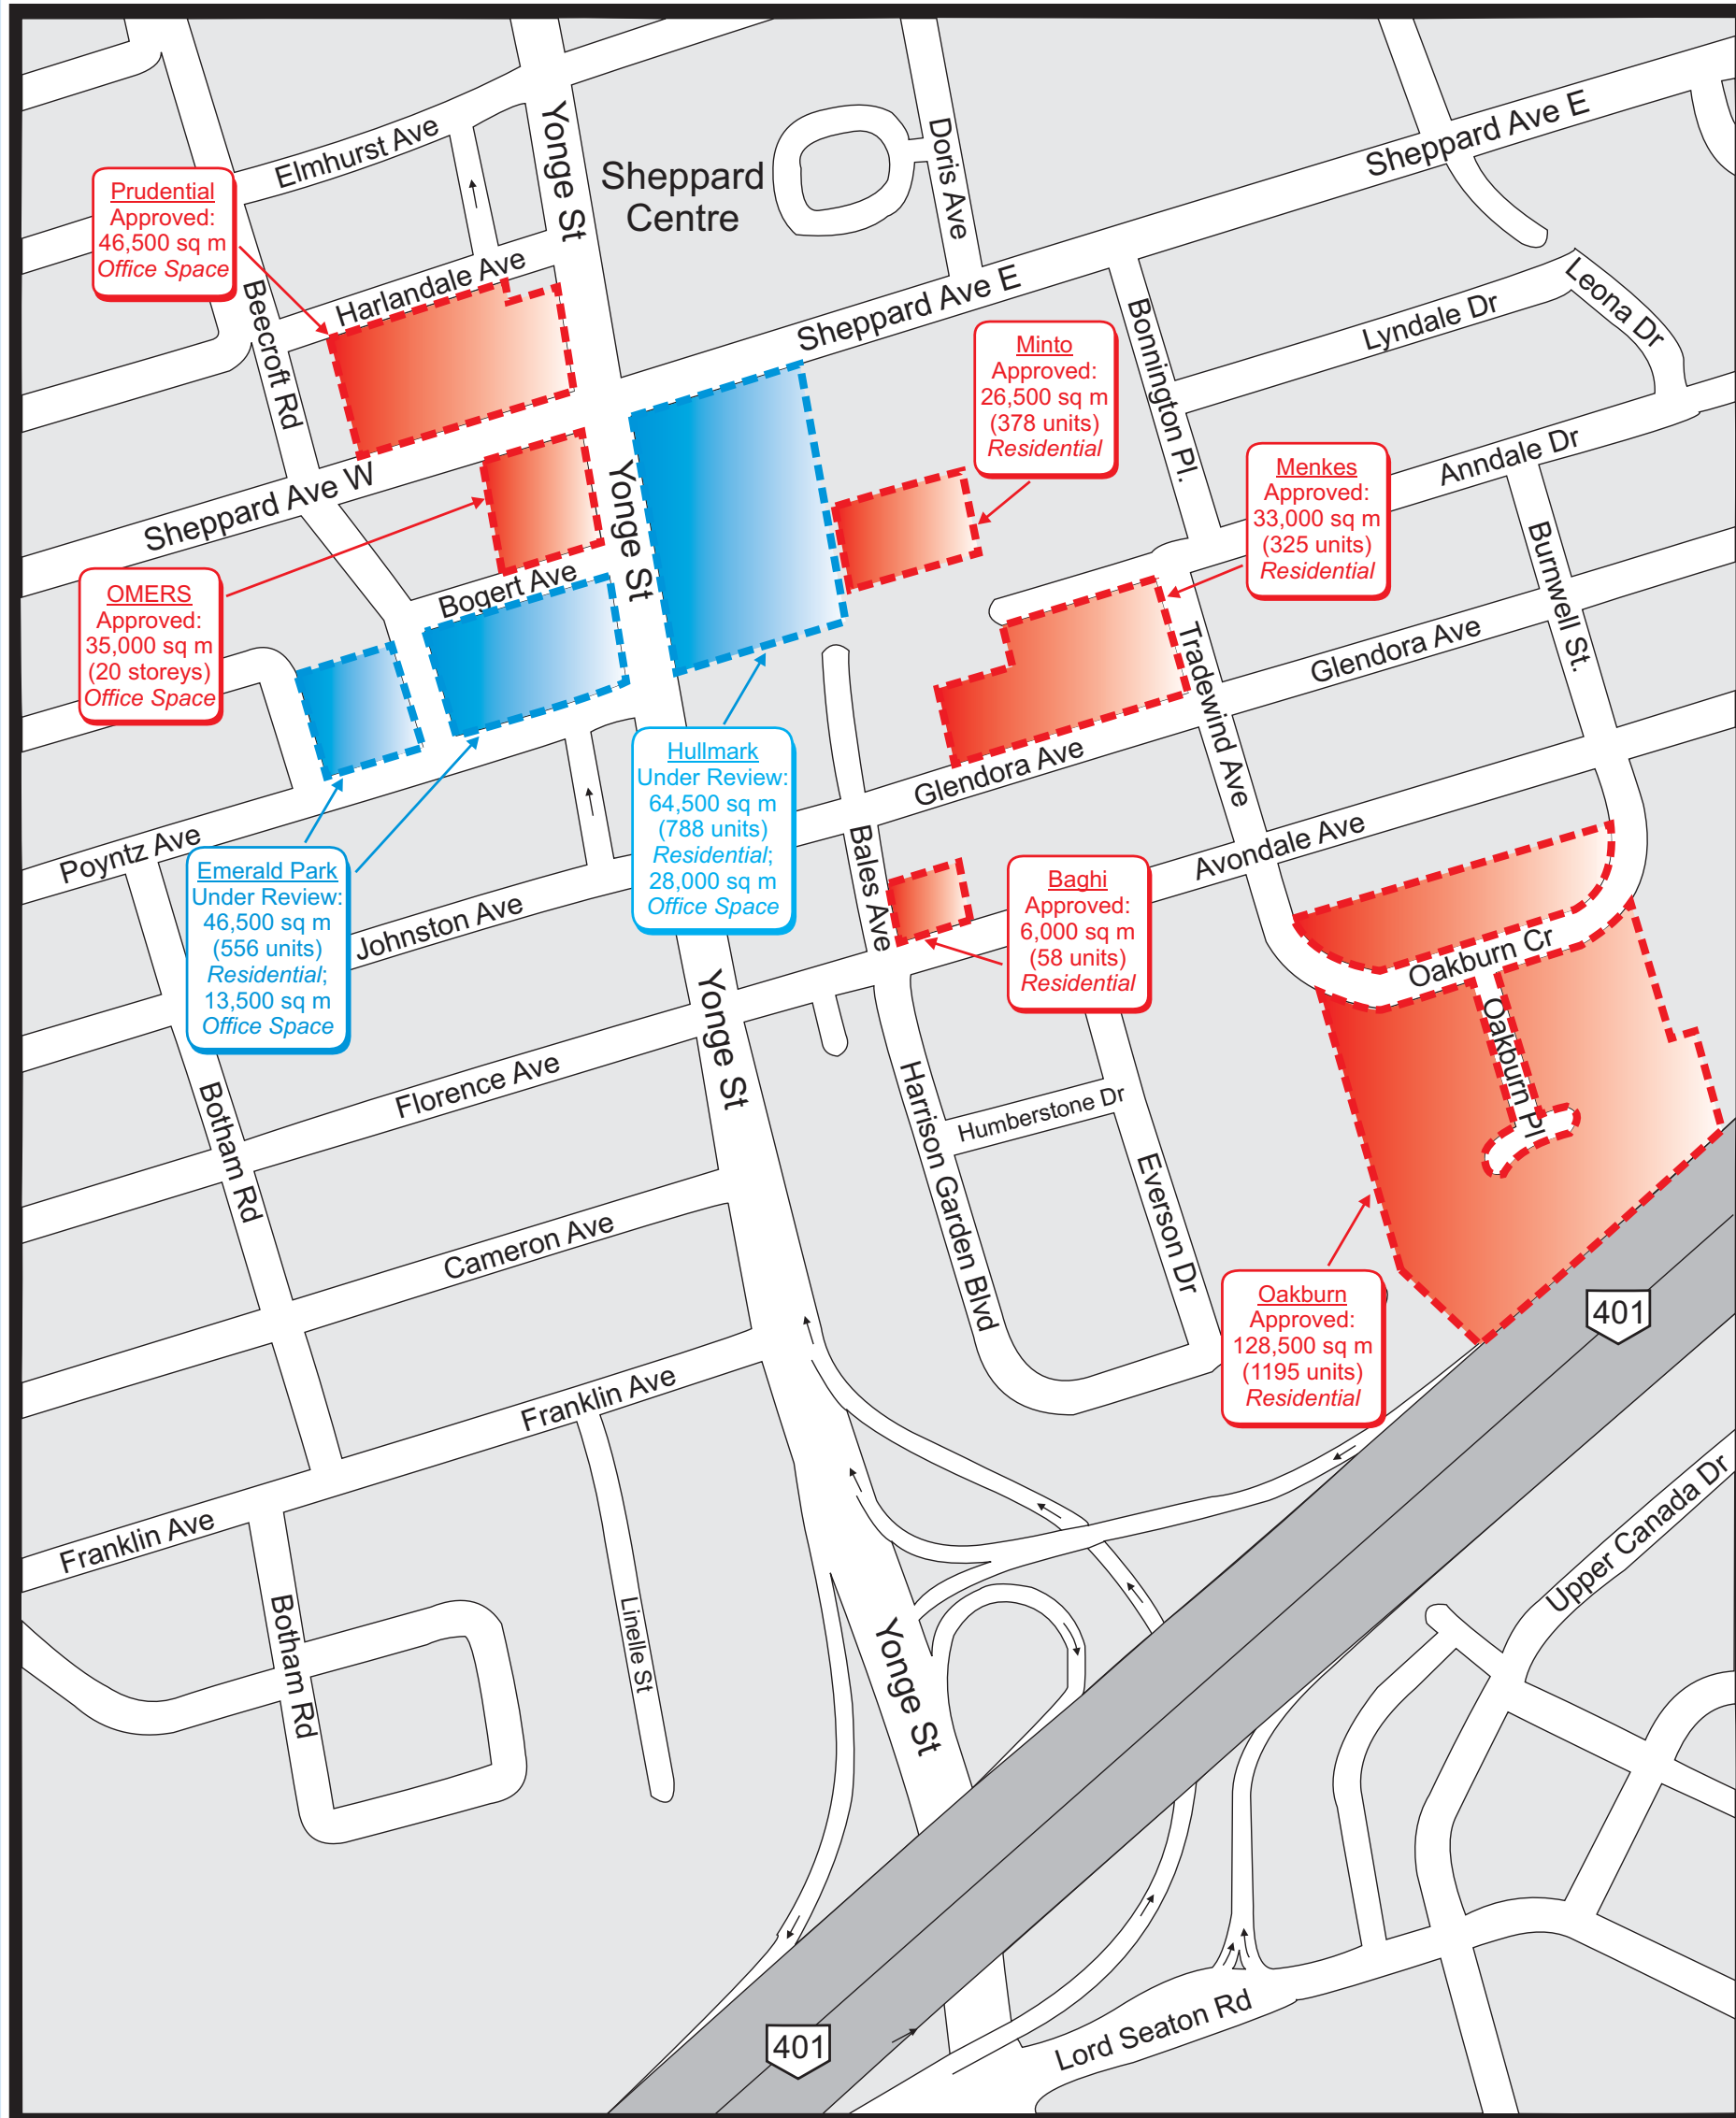 Elmhurst Ave
Yonge St
Sheppard
Centre
Doris Ave
Sheppard Ave E
Prudential
Approved:
46,500 sq m
Office Space
Harlandale Ave
Beecroft Rd
Sheppard Ave E
Leona Dr
Lyndale Dr
Bonnington Pl.
Minto
Approved:
26,500 sq m
(378 units)
Residential
Anndale Dr
Menkes
Approved:
33,000 sq m
(325 units)
Residential
Sheppard Ave W
Yonge St
Burnwell St.
OMERS
Approved:
35,000 sq m
(20 storeys)
Office Space
Bogert Ave
Tradewind Ave
Glendora Ave
Hullmark
Under Review:
64,500 sq m
(788 units)
Residential;
28,000 sq m
Office Space
Glendora Ave
Poyntz Ave
Emerald Park
Under Review:
46,500 sq m
(556 units)
Residential;
13,500 sq m
Office Space
Bales Ave
Avondale Ave
Baghi
Approved:
6,000 sq m
(58 units)
Residential
Johnston Ave
Oakburn Cr
Oakburn Pl
Yonge St
Florence Ave
Botham Rd
Harrison Garden Blvd
Humberstone Dr
Everson Dr
Cameron Ave
Oakburn
Approved:
128,500 sq m
(1195 units)
Residential
401
Franklin Ave
Franklin Ave
Botham Rd
Linelle St
Yonge St
Upper Canada Dr
Lord Seaton Rd
401